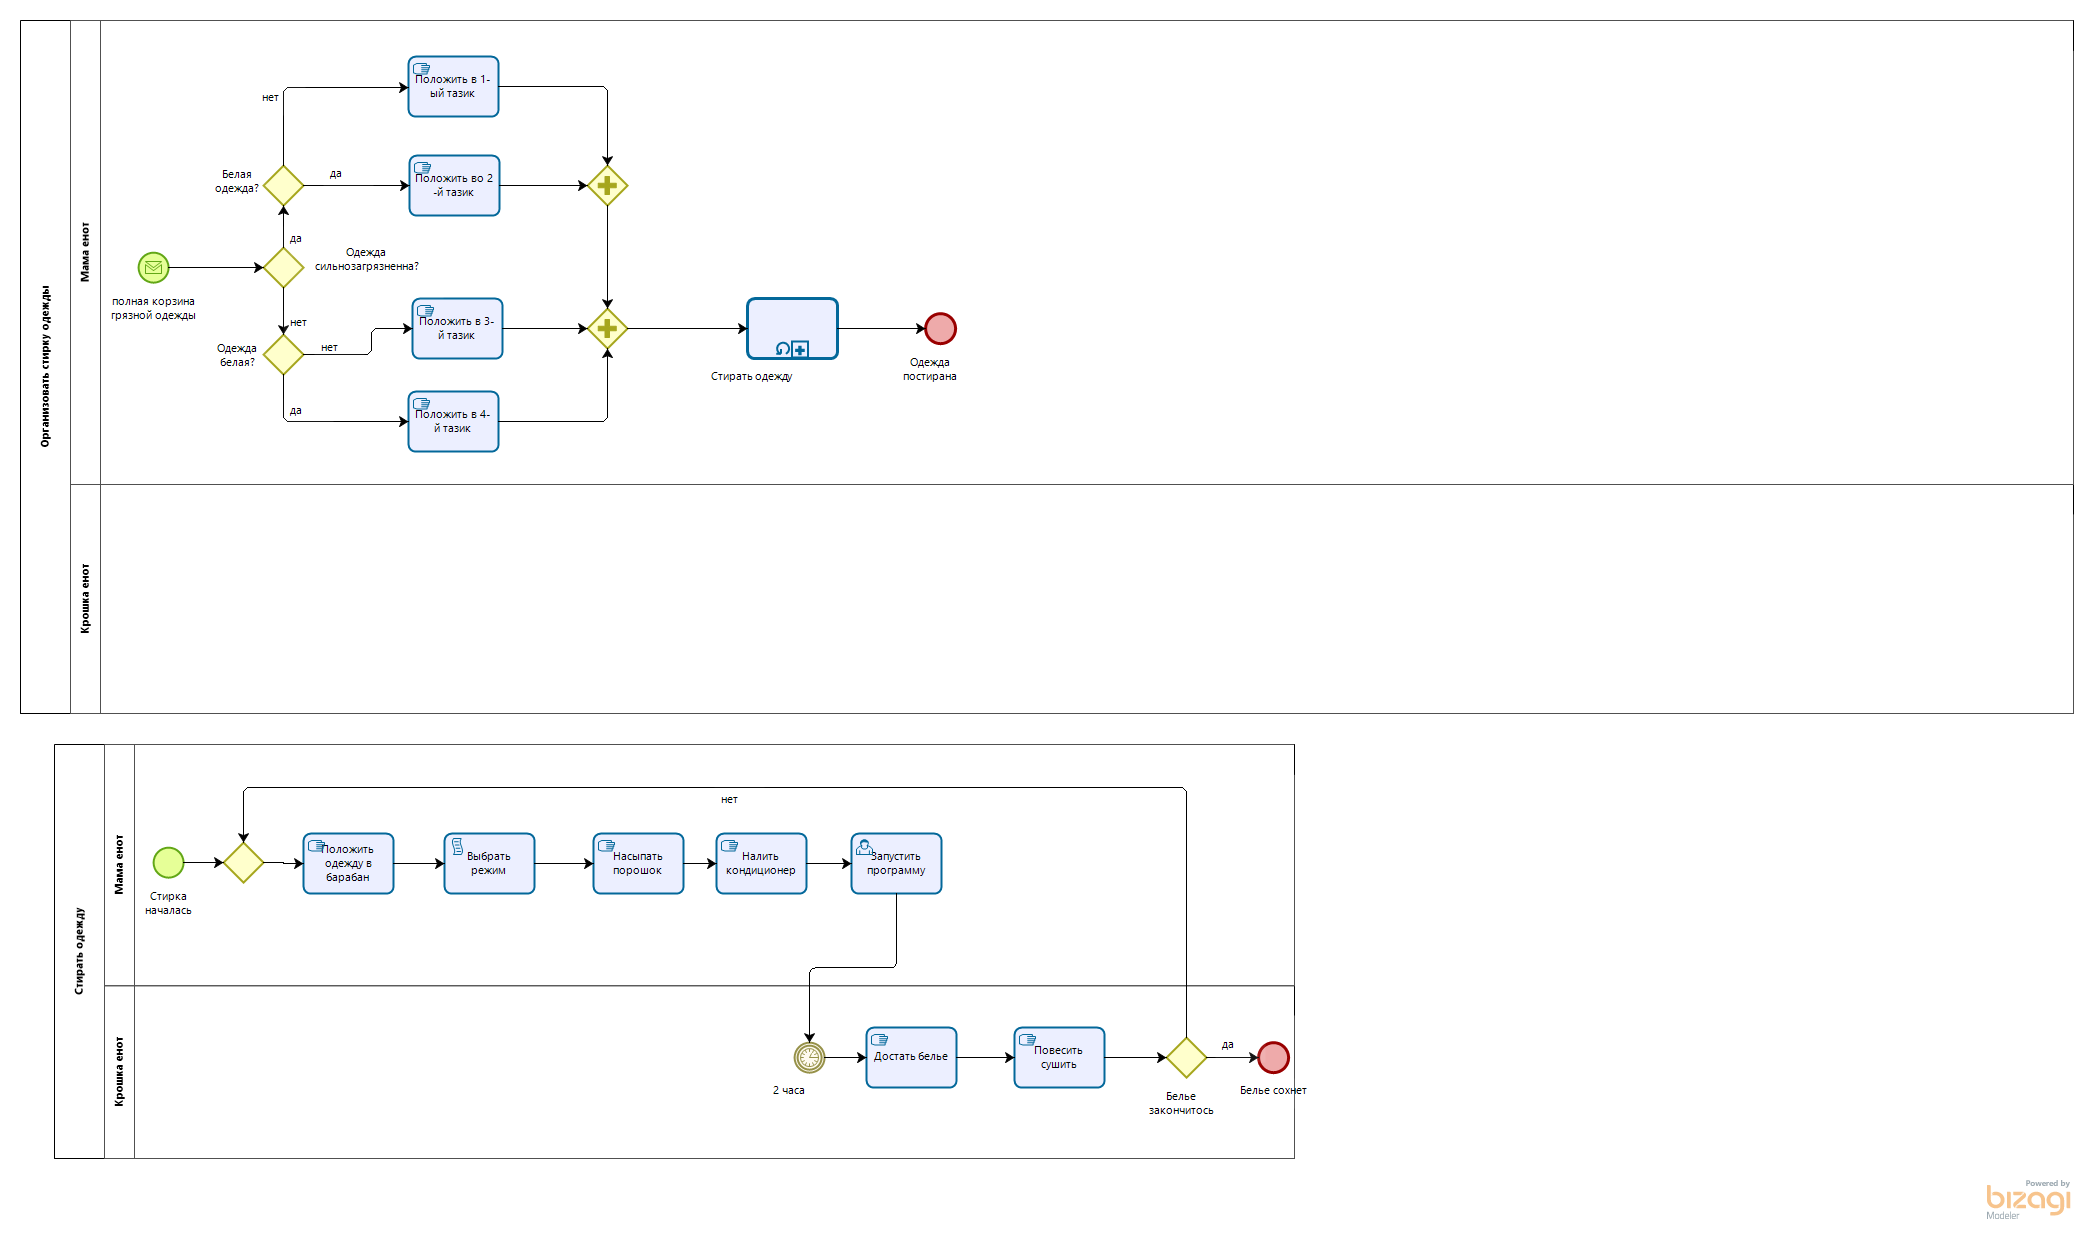 Организовать стирку одежды
Мама енот
нет
Положить в 1-
ый тазик
Белая
одежда?
да
Положить во 2
-й тазик
да
Одежда
сильнозагрязненна?
полная корзина
грязной одежды
нет
Одежда
белая?
нет
Положить в 3-
й тазик
да
Положить в 4-
й тазик
Стирать одежду
Одежда
постирана
Крошка енот
Стирать одежду
Мама енот
нет
Стирка
началась
Положить
одежду в
барабан
Выбрать
режим
Насыпать
порошок
Налить
кондиционер
Запустить
программу
Крошка енот
2 часа
Достать белье
Повесить
сушить
Белье
закончитось
да
Белье сохнет
Powered by
bizagi
Modeler